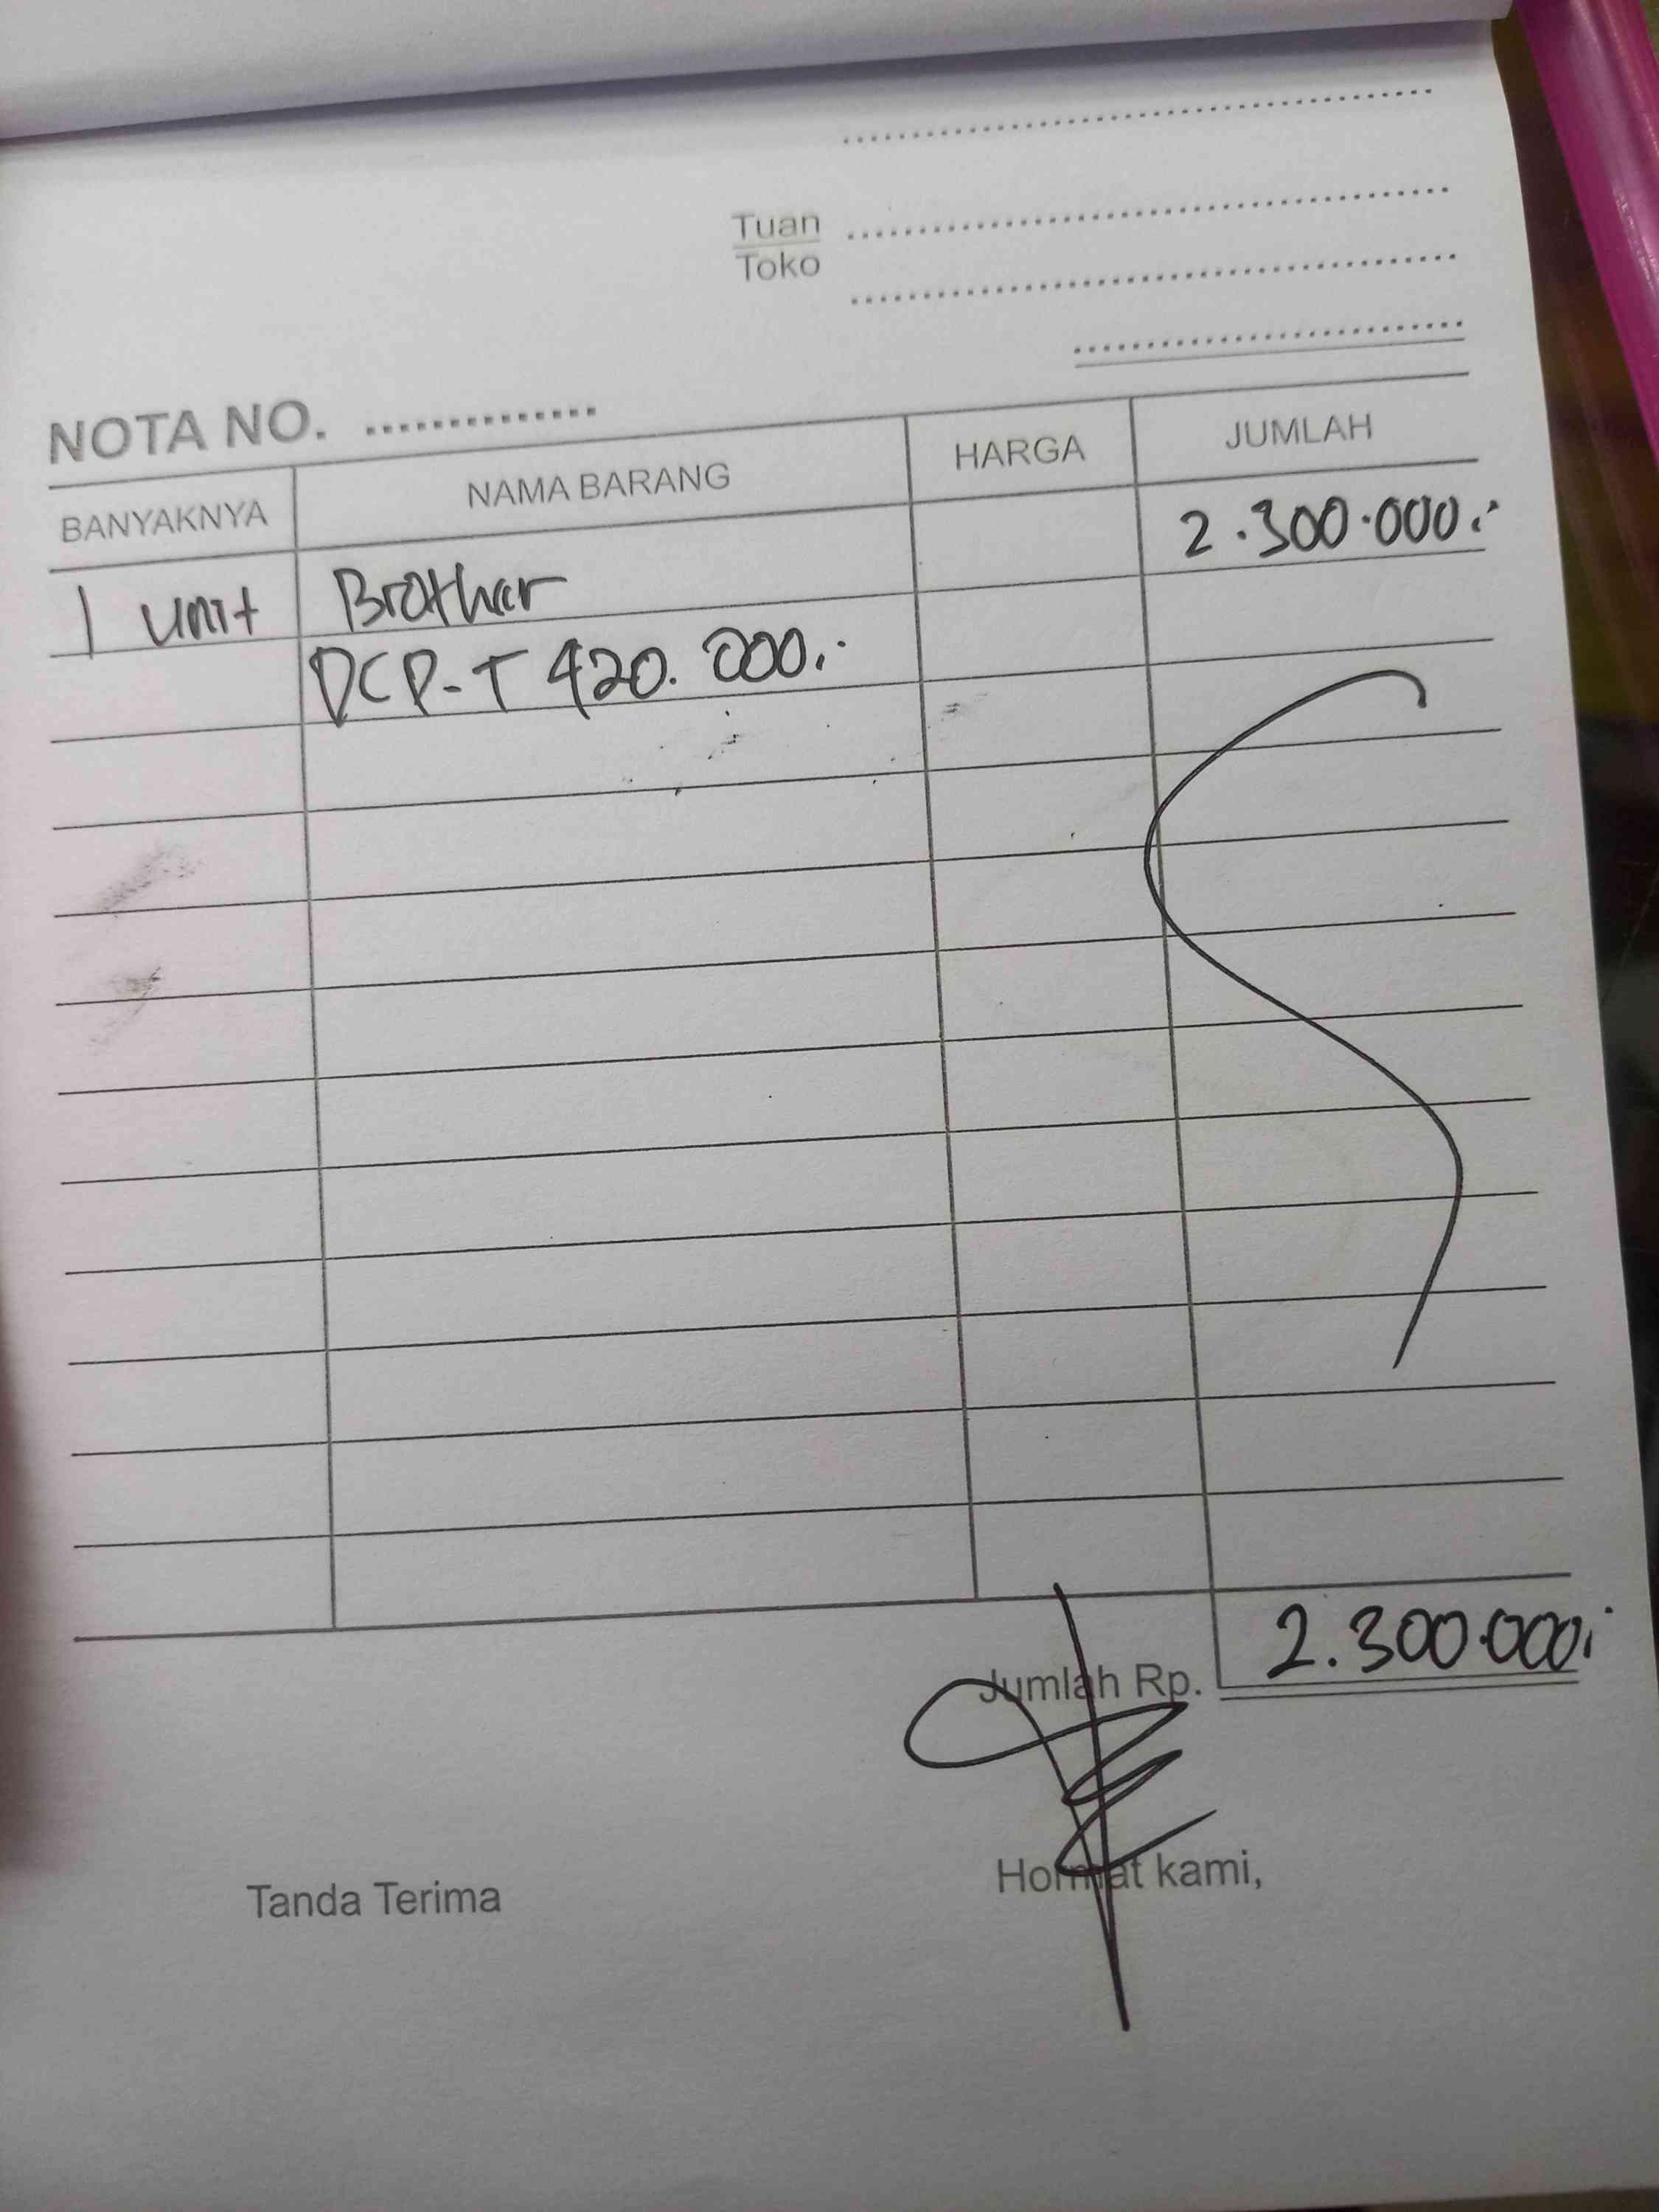 Tuan
Toko
NOTA NO. ..............
BANYAKNYA NAMA BARANG HARGA JUMLAH
1 unit Brother 2.300.000.-
DCP-T 420.000.-
Jumlah Rp. 2.300.000.-
Tanda Terima Hormat kami,